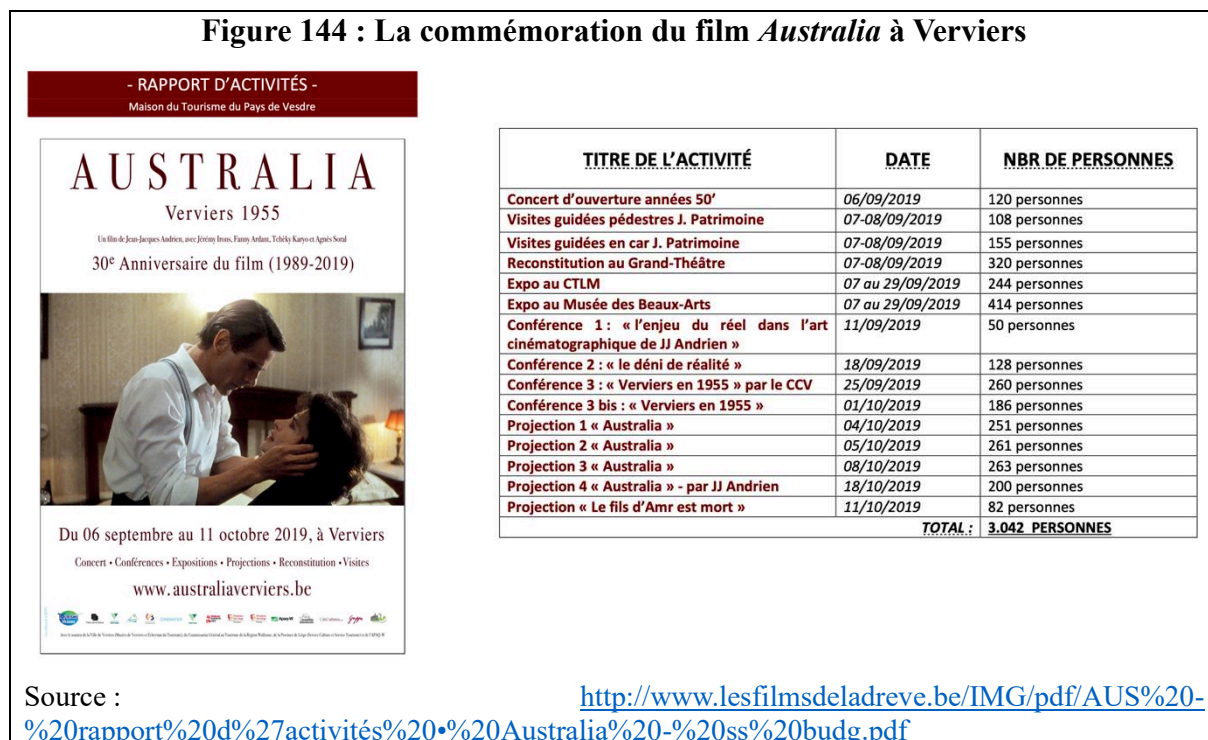 Figure 144 : La commémoration du film Australia à Verviers
- RAPPORT D'ACTIVITÉS -
Maison du Tourisme du Pays de Vesdre
AUSTRALIA
Verviers 1955
Un film de Jean-Jacques Andrien, avec Jérémy Irons, Fanny Ardant, Tchéky Karyo et Agnès Soral
30e Anniversaire du film (1989-2019)
Du 06 septembre au 11 octobre 2019, à Verviers
Concert • Conférences • Expositions • Projections • Reconstitution • Visites
www.australiaverviers.be
TITRE DE L'ACTIVITÉ DATE NBR DE PERSONNES
Concert d'ouverture années 50' 06/09/2019 120 personnes
Visites guidées pédestres J. Patrimoine 07-08/09/2019 108 personnes
Visites guidées en car J. Patrimoine 07-08/09/2019 155 personnes
Reconstitution au Grand-Théâtre 07-08/09/2019 320 personnes
Expo au CTLM 07 au 29/09/2019 244 personnes
Expo au Musée des Beaux-Arts 07 au 29/09/2019 414 personnes
Conférence 1 : « l'enjeu du réel dans l'art 11/09/2019 50 personnes
cinématographique de JJ Andrien »
Conférence 2 : « le déni de réalité » 18/09/2019 128 personnes
Conférence 3 : « Verviers en 1955 » par le CCV 25/09/2019 260 personnes
Conférence 3 bis : « Verviers en 1955 » 01/10/2019 186 personnes
Projection 1 « Australia » 04/10/2019 251 personnes
Projection 2 « Australia » 05/10/2019 261 personnes
Projection 3 « Australia » 08/10/2019 263 personnes
Projection 4 « Australia » - par JJ Andrien 18/10/2019 200 personnes
Projection « Le fils d'Amr est mort » 11/10/2019 82 personnes
TOTAL : 3.042 PERSONNES
Source : http://www.lesfilmsdeladreve.be/IMG/pdf/AUS%20-
%20rapport%20d%27activités%20•%20Australia%20-%20ss%20budg.pdf